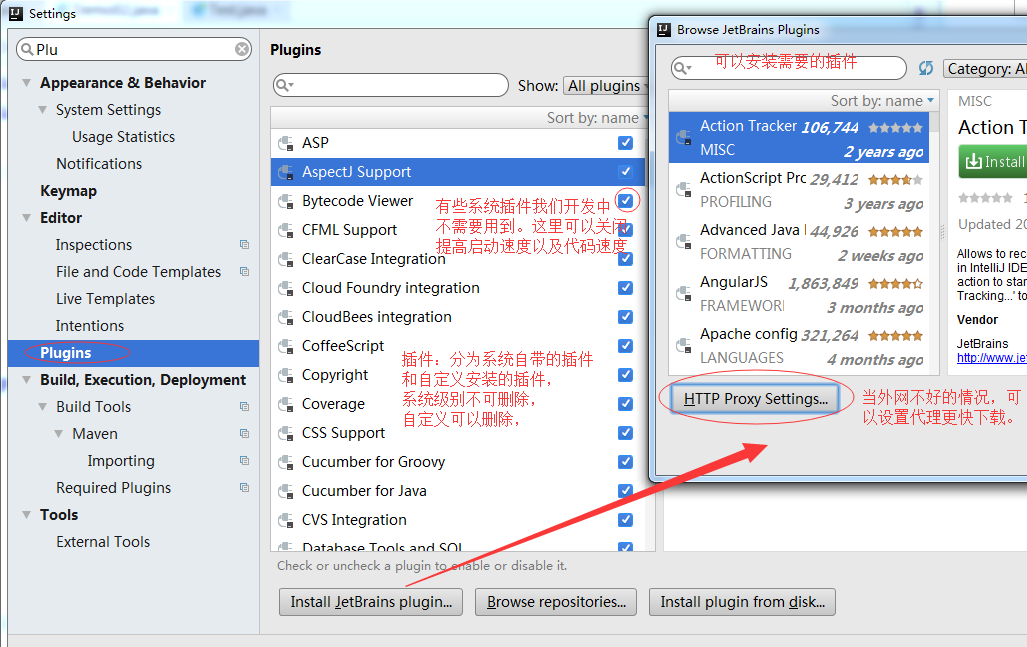 Settings
Plu
Appearance & Behavior
System Settings
Usage Statistics
Notifications
Keymap
Editor
Inspections
File and Code Templates
Live Templates
Intentions
Plugins
Build, Execution, Deployment
Build Tools
Maven
Importing
Required Plugins
Tools
External Tools
Plugins
Show: All plugins
Sort by: name
ASP
AspectJ Support
Bytecode Viewer
CFML Support
ClearCase Integration
Cloud Foundry integration
CloudBees integration
CoffeeScript
Copyright
Coverage
CSS Support
Cucumber for Groovy
Cucumber for Java
CVS Integration
Database Tools and SQL
有些系统插件我们开发中
不需要用到。这里可以关闭
提高启动速度以及代码速度
插件：分为系统自带的插件
和自定义安装的插件，
系统级别不可删除，
自定义可以删除，
Check or uncheck a plugin to enable or disable it.
Install JetBrains plugin...
Browse repositories...
Install plugin from disk...
Browse JetBrains Plugins
可以安装需要的插件
Category: Al
Sort by: name
Action Tracker 106,744
MISC 2 years ago
ActionScript Pro 29,412
PROFILING 3 years ago
Advanced Java 44,926
FORMATTING 2 weeks ago
AngularJS 1,863,849
FRAMEWOR 3 months ago
Apache config 321,264
LANGUAGES 4 months ago
HTTP Proxy Settings...
当外网不好的情况，可
以设置代理更快下载。
MISC
Action T
Install
Updated 20
Allows to reco
in IntelliJ IDE
action to star
Tracking...' to
Vendor
JetBrains
http://www.je